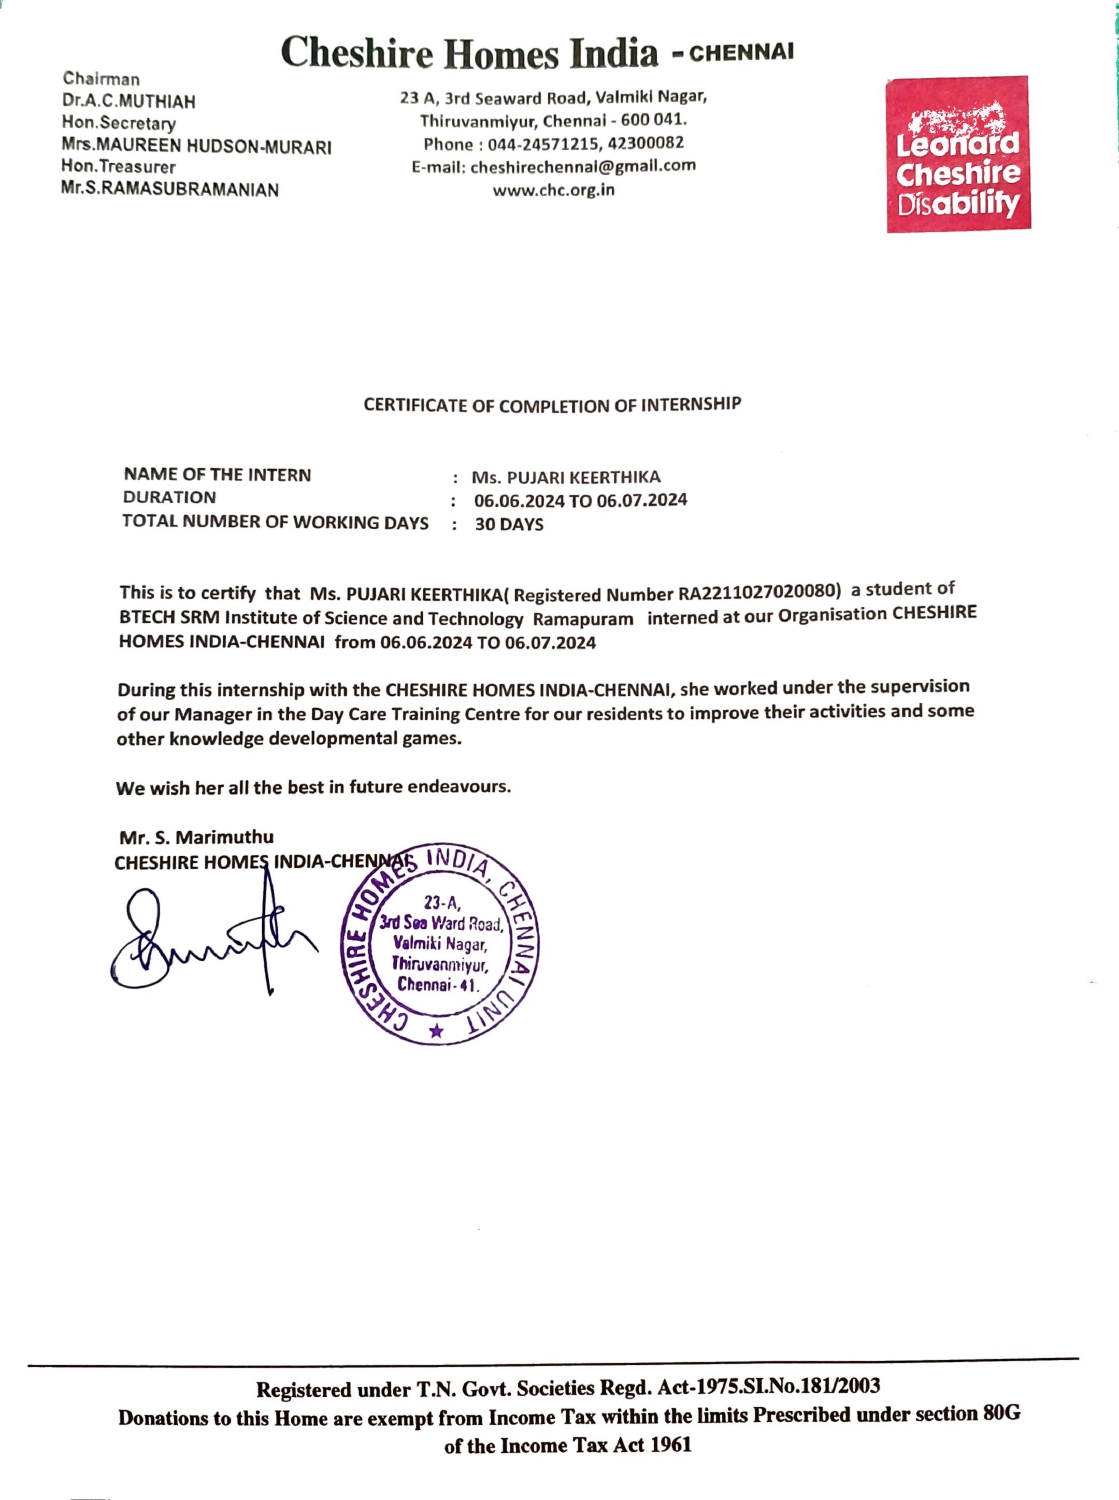 Cheshire Homes India - CHENNAI
Chairman
Dr.A.C.MUTHIAH
Hon.Secretary
Mrs.MAUREEN HUDSON-MURARI
Hon.Treasurer
Mr.S.RAMASUBRAMANIAN
23 A, 3rd Seaward Road, Valmiki Nagar,
Thiruvanmiyur, Chennai - 600 041.
Phone : 044-24571215, 42300082
E-mail: cheshirechennai@gmail.com
www.chc.org.in
Leonard
Cheshire
Disability
CERTIFICATE OF COMPLETION OF INTERNSHIP
NAME OF THE INTERN : Ms. PUJARI KEERTHIKA
DURATION : 06.06.2024 TO 06.07.2024
TOTAL NUMBER OF WORKING DAYS : 30 DAYS
This is to certify that Ms. PUJARI KEERTHIKA( Registered Number RA2211027020080) a student of
BTECH SRM Institute of Science and Technology Ramapuram interned at our Organisation CHESHIRE
HOMES INDIA-CHENNAI from 06.06.2024 TO 06.07.2024
During this internship with the CHESHIRE HOMES INDIA-CHENNAI, she worked under the supervision
of our Manager in the Day Care Training Centre for our residents to improve their activities and some
other knowledge developmental games.
We wish her all the best in future endeavours.
Mr. S. Marimuthu
CHESHIRE HOMES INDIA-CHENNAI
CHESHIRE HOMES INDIA, CHENNAI UNIT
23-A,
3rd Sea Ward Road,
Valmiki Nagar,
Thiruvanmiyur,
Chennai-41.
Registered under T.N. Govt. Societies Regd. Act-1975.SI.No.181/2003
Donations to this Home are exempt from Income Tax within the limits Prescribed under section 80G
of the Income Tax Act 1961